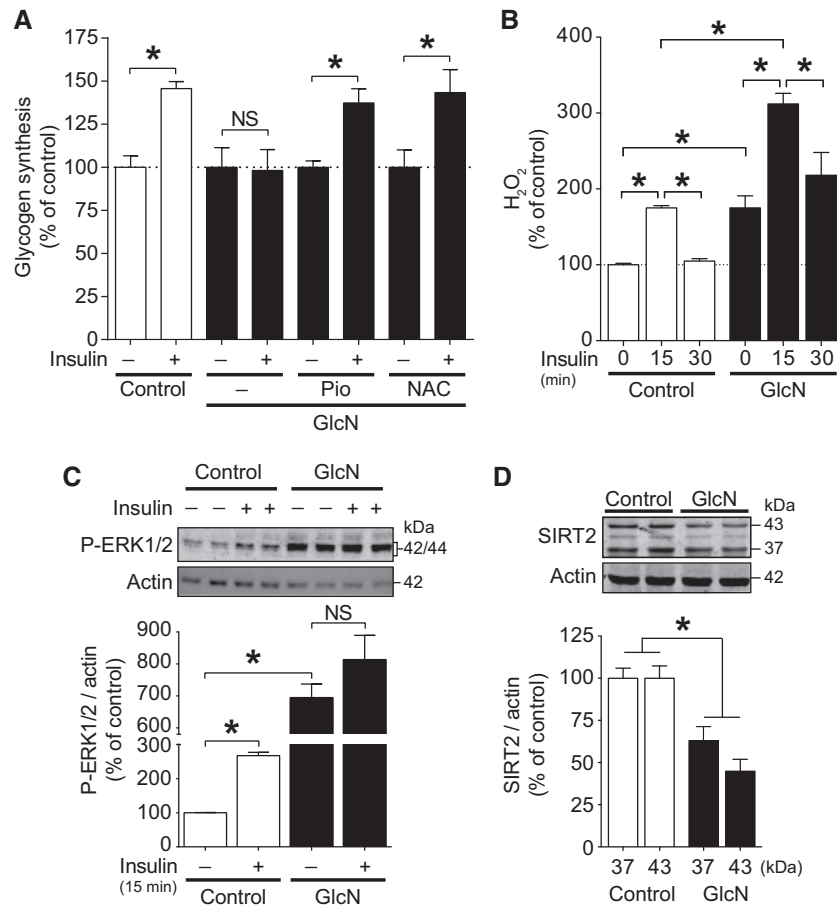 A
Glycogen synthesis
(% of control)
175
150
125
100
75
50
25
0
*
NS
*
*
Insulin
– + – + – + – +
Control
–
Pio
NAC
GlcN
B
H2O2
(% of control)
400
300
200
100
0
*
*
*
*
*
*
Insulin
(min)
0 15 30 0 15 30
Control
GlcN
C
Control
GlcN
Insulin – – + + – – + +
kDa
P-ERK1/2
42/44
Actin
42
P-ERK1/2 / actin
(% of control)
900
800
700
600
300
200
100
0
*
*
NS
Insulin
(15 min)
– + – +
Control
GlcN
D
Control
GlcN
kDa
SIRT2
43
37
Actin
42
SIRT2 / actin
(% of control)
125
100
75
50
25
0
*
37 43 37 43 (kDa)
Control
GlcN